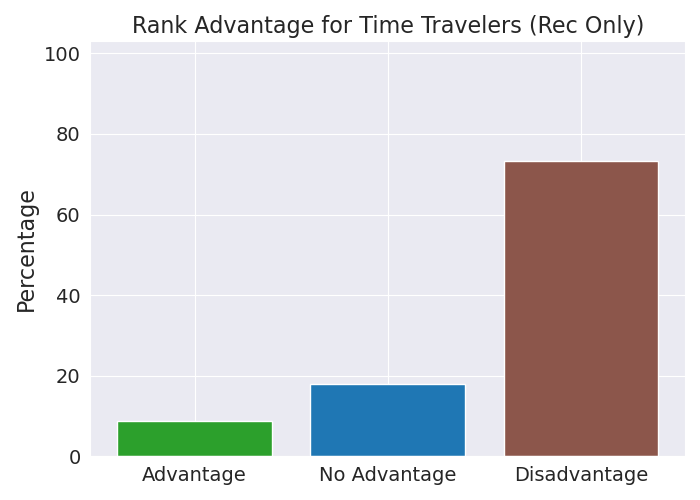 Rank Advantage for Time Travelers (Rec Only)
Percentage
100
80
60
40
20
0
Advantage
No Advantage
Disadvantage